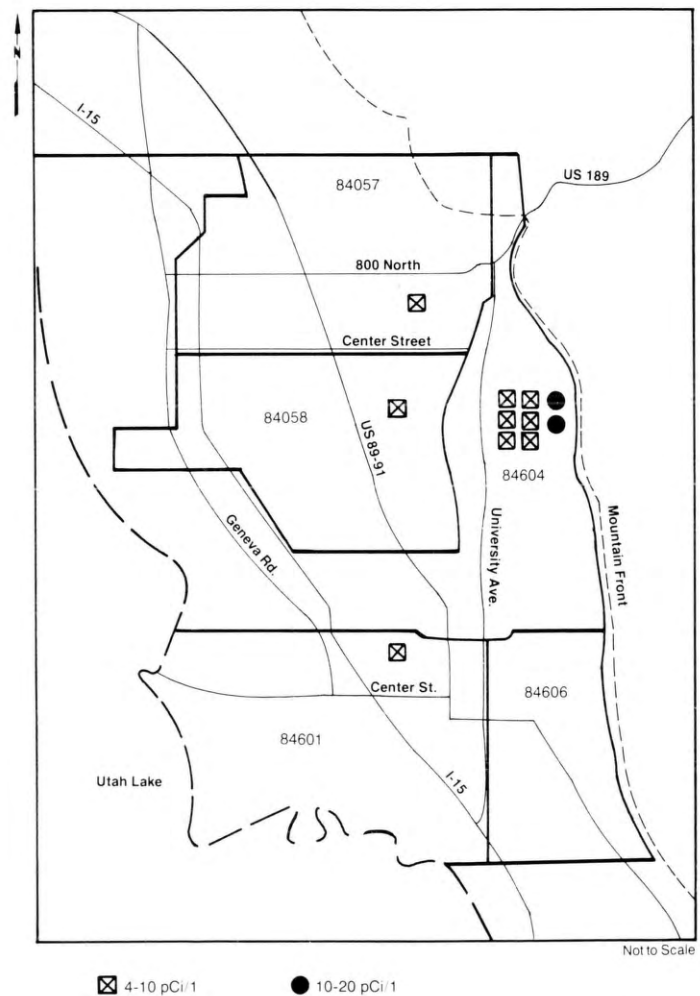 N
I-15
84057
US 189
800 North
Center Street
84058
US 89-91
84604
Geneva Rd.
University Ave.
Mountain Front
Center St.
84606
84601
Utah Lake
I-15
Not to Scale
4-10 pCi/1
10-20 pCi/1